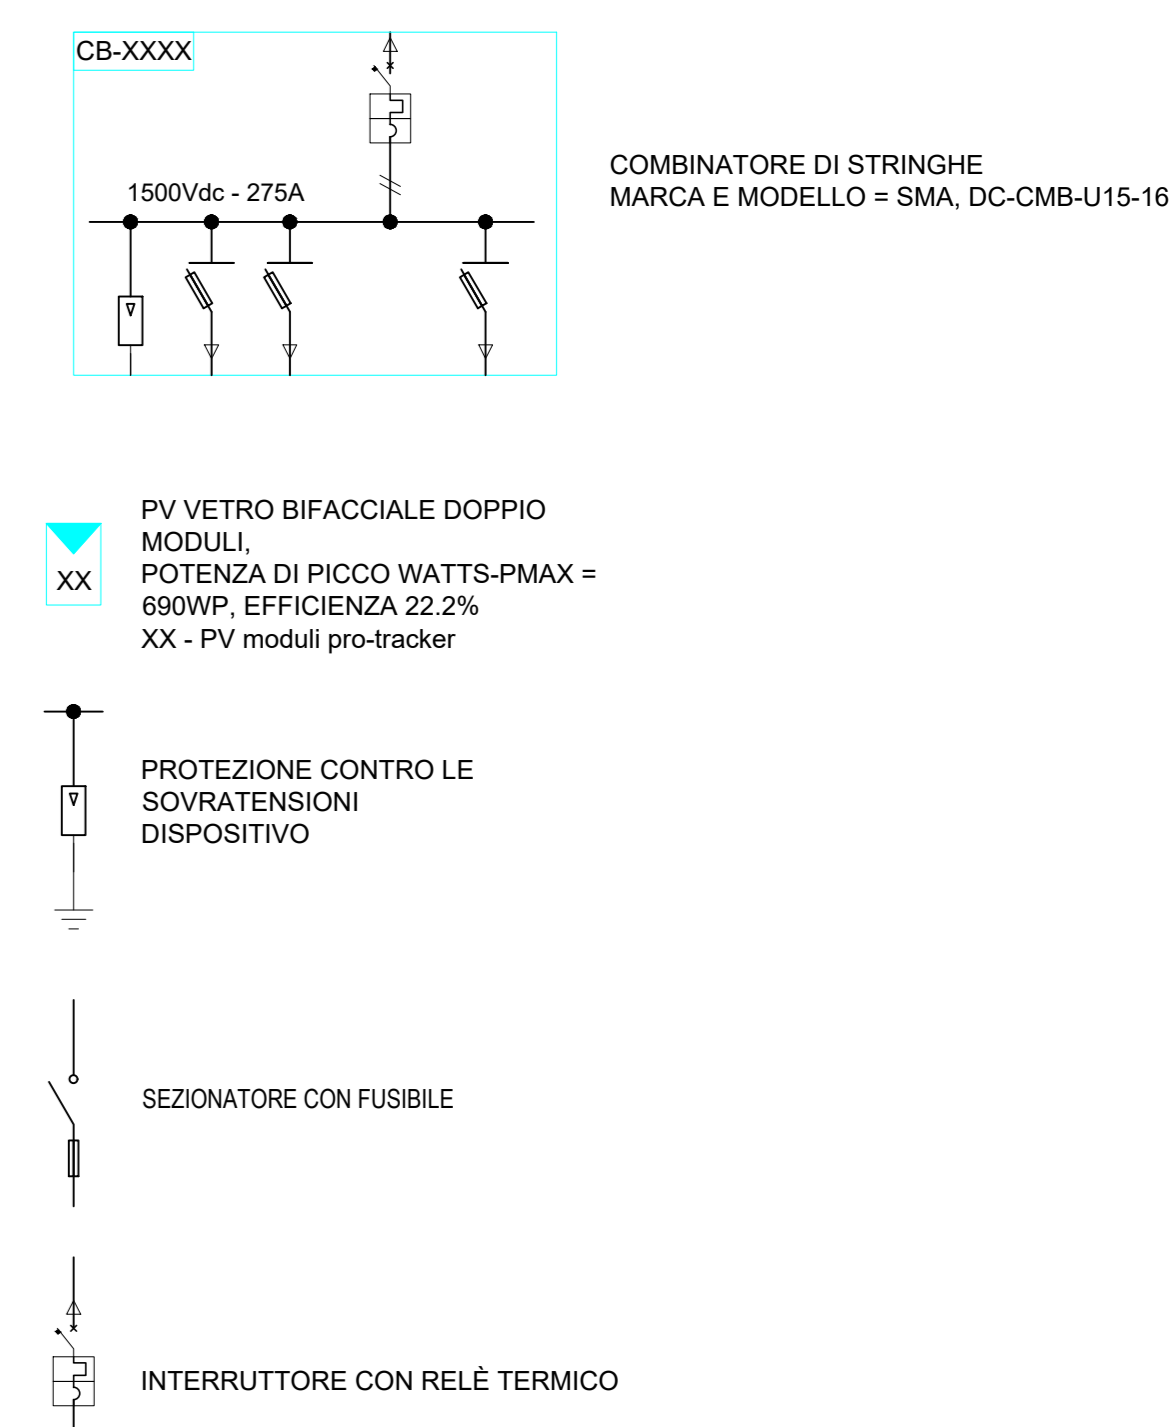 CB-XXXX
1500Vdc - 275A
COMBINATORE DI STRINGHE
MARCA E MODELLO = SMA, DC-CMB-U15-16
XX
PV VETRO BIFACCIALE DOPPIO
MODULI,
POTENZA DI PICCO WATTS-PMAX =
690WP, EFFICIENZA 22.2%
XX - PV moduli pro-tracker
PROTEZIONE CONTRO LE
SOVRATENSIONI
DISPOSITIVO
SEZIONATORE CON FUSIBILE
INTERRUTTORE CON RELÈ TERMICO